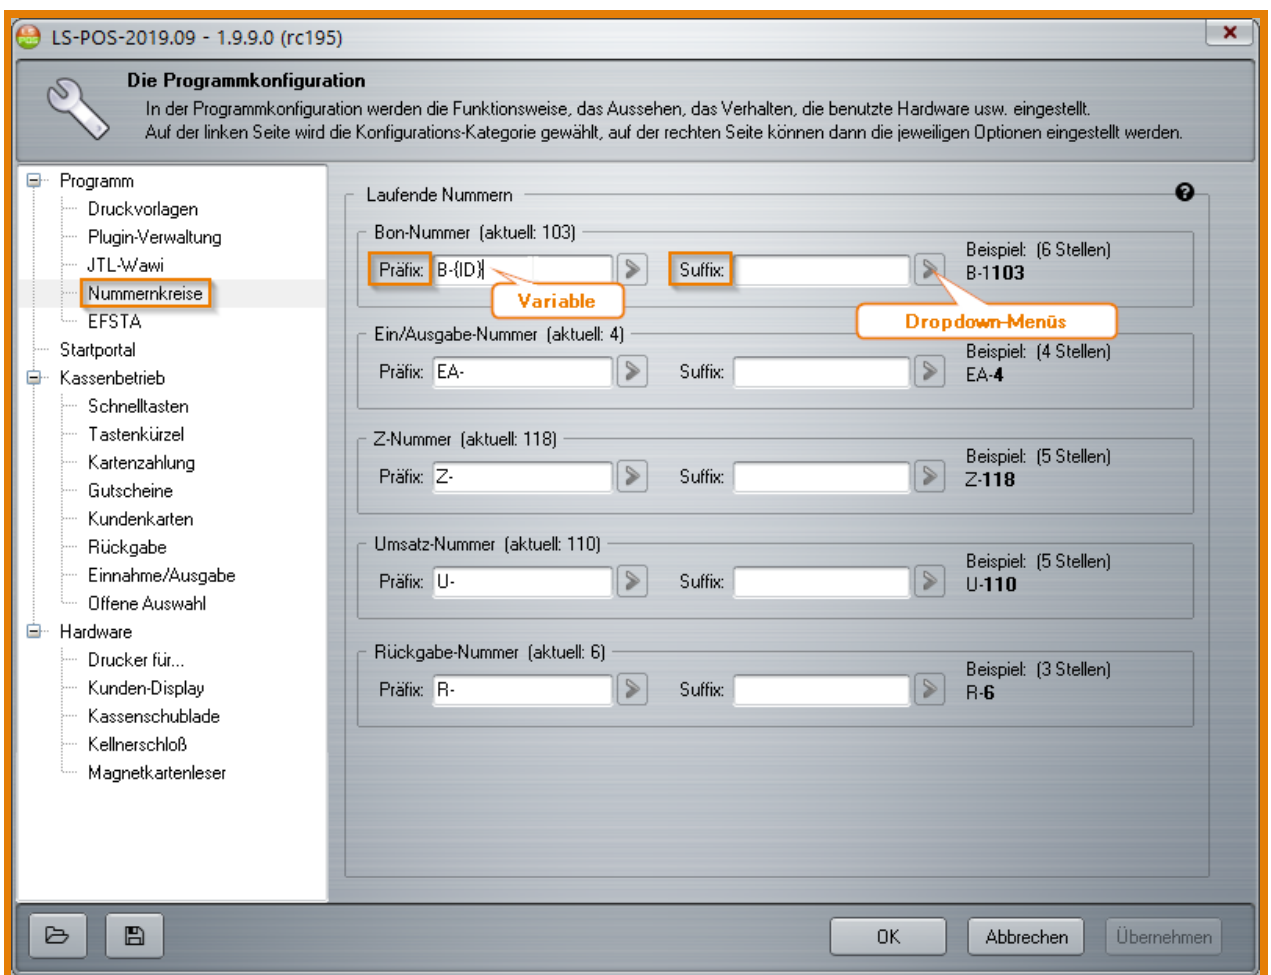 LS-POS-2019.09 - 1.9.9.0 (rc195)
Die Programmkonfiguration
In der Programmkonfiguration werden die Funktionsweise, das Aussehen, das Verhalten, die benutzte Hardware usw. eingestellt.
Auf der linken Seite wird die Konfigurations-Kategorie gewählt, auf der rechten Seite können dann die jeweiligen Optionen eingestellt werden.
Programm
Druckvorlagen
Plugin-Verwaltung
JTL-Wawi
Nummernkreise
EFSTA
Startportal
Kassenbetrieb
Schnelltasten
Tastenkürzel
Kartenzahlung
Gutscheine
Kundenkarten
Rückgabe
Einnahme/Ausgabe
Offene Auswahl
Hardware
Drucker für...
Kunden-Display
Kassenschublade
Kellnerschloß
Magnetkartenleser
Laufende Nummern
Bon-Nummer (aktuell: 103)
Präfix: B-{ID} Suffix: Beispiel: (6 Stellen)
B-1103
Variable
Dropdown-Menüs
Ein/Ausgabe-Nummer (aktuell: 4)
Präfix: EA- Suffix: Beispiel: (4 Stellen)
EA-4
Z-Nummer (aktuell: 118)
Präfix: Z- Suffix: Beispiel: (5 Stellen)
Z-118
Umsatz-Nummer (aktuell: 110)
Präfix: U- Suffix: Beispiel: (5 Stellen)
U-110
Rückgabe-Nummer (aktuell: 6)
Präfix: R- Suffix: Beispiel: (3 Stellen)
R-6
OK Abbrechen Übernehmen